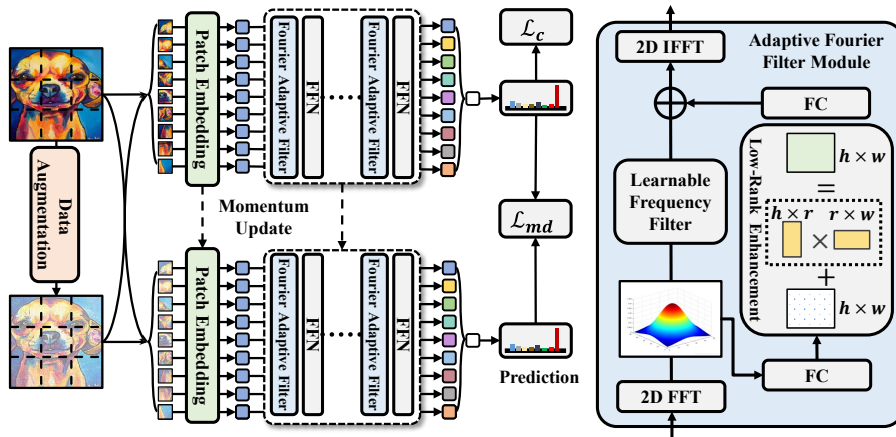 Data
Augmentation
Patch Embedding
Fourier Adaptive Filter
FFN
Fourier Adaptive Filter
FFN
Momentum
Update
Patch Embedding
Fourier Adaptive Filter
FFN
Fourier Adaptive Filter
FFN
ℒc
ℒmd
Prediction
2D IFFT
Adaptive Fourier
Filter Module
FC
Learnable
Frequency
Filter
Low-Rank Enhancement
h × w
=
h × r r × w
×
+
h × w
FC
2D FFT